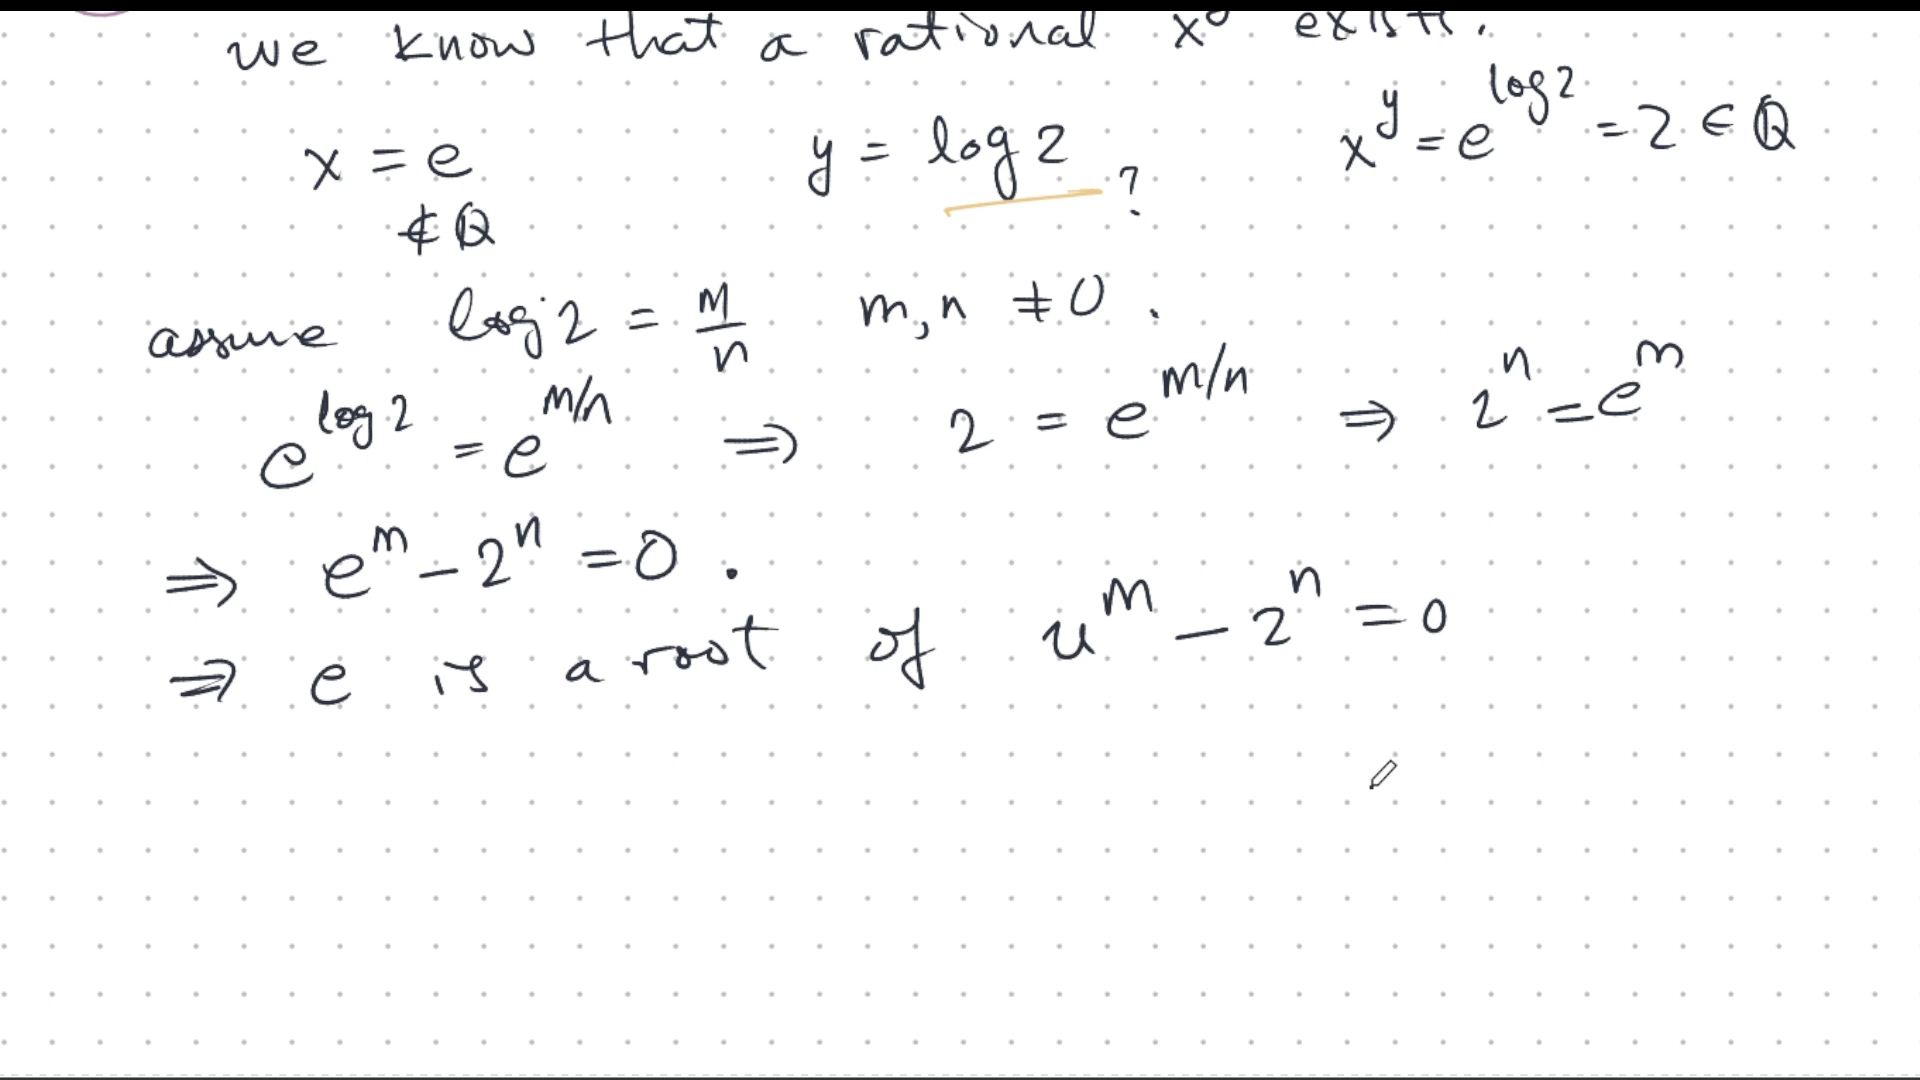 we know that a rational x^y exists.
x = e y = log 2 ? x^y = e^{log 2} = 2 ∈ Q
∉ Q
assume log 2 = m/n m, n ≠ 0 .
e^{log 2} = e^{m/n} ⇒ 2 = e^{m/n} ⇒ 2^n = e^m
⇒ e^m - 2^n = 0 .
⇒ e is a root of u^m - 2^n = 0